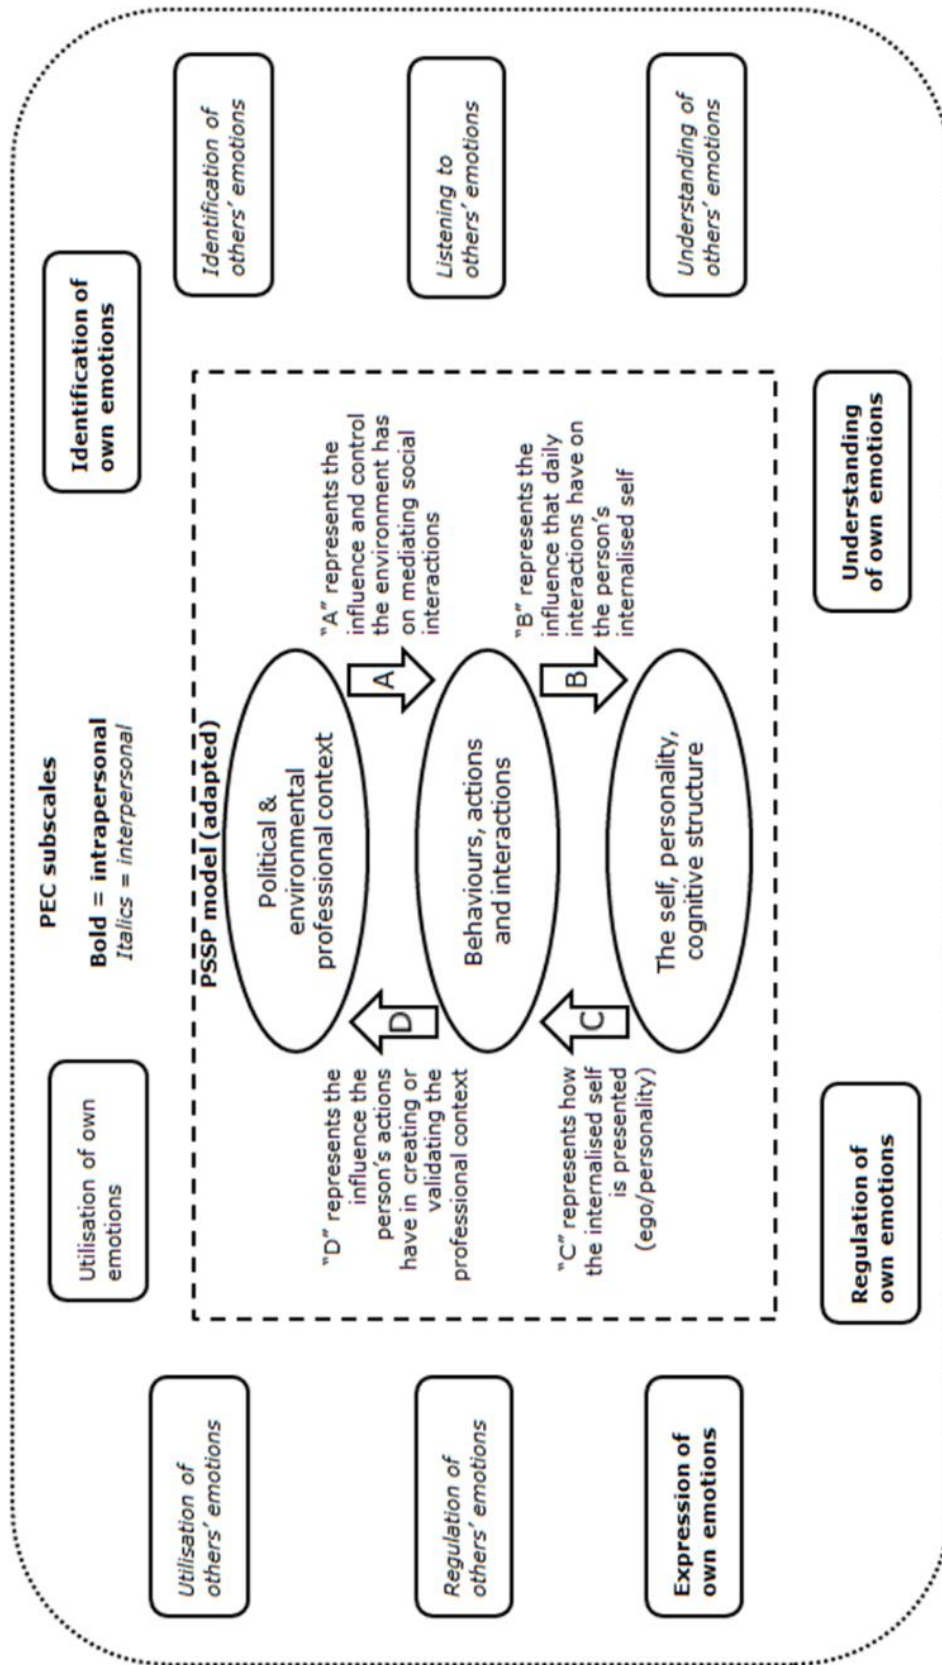 PEC subscales
Bold = intrapersonal
Italics = interpersonal
Utilisation of own
emotions
Identification of
own emotions
Utilisation of
others' emotions
Regulation of
others' emotions
Expression of
own emotions
PSSP model (adapted)
Political &
environmental
professional context
D
A
"D" represents the
influence the
person's actions
have in creating or
validating the
professional context
"A" represents the
influence and control
the environment has
on mediating social
interactions
Behaviours, actions
and interactions
C
B
"C" represents how
the internalised self
is presented
(ego/personality)
"B" represents the
influence that daily
interactions have on
the person's
internalised self
The self, personality,
cognitive structure
Identification of
others' emotions
Listening to
others' emotions
Understanding of
others' emotions
Regulation of
own emotions
Understanding
of own emotions